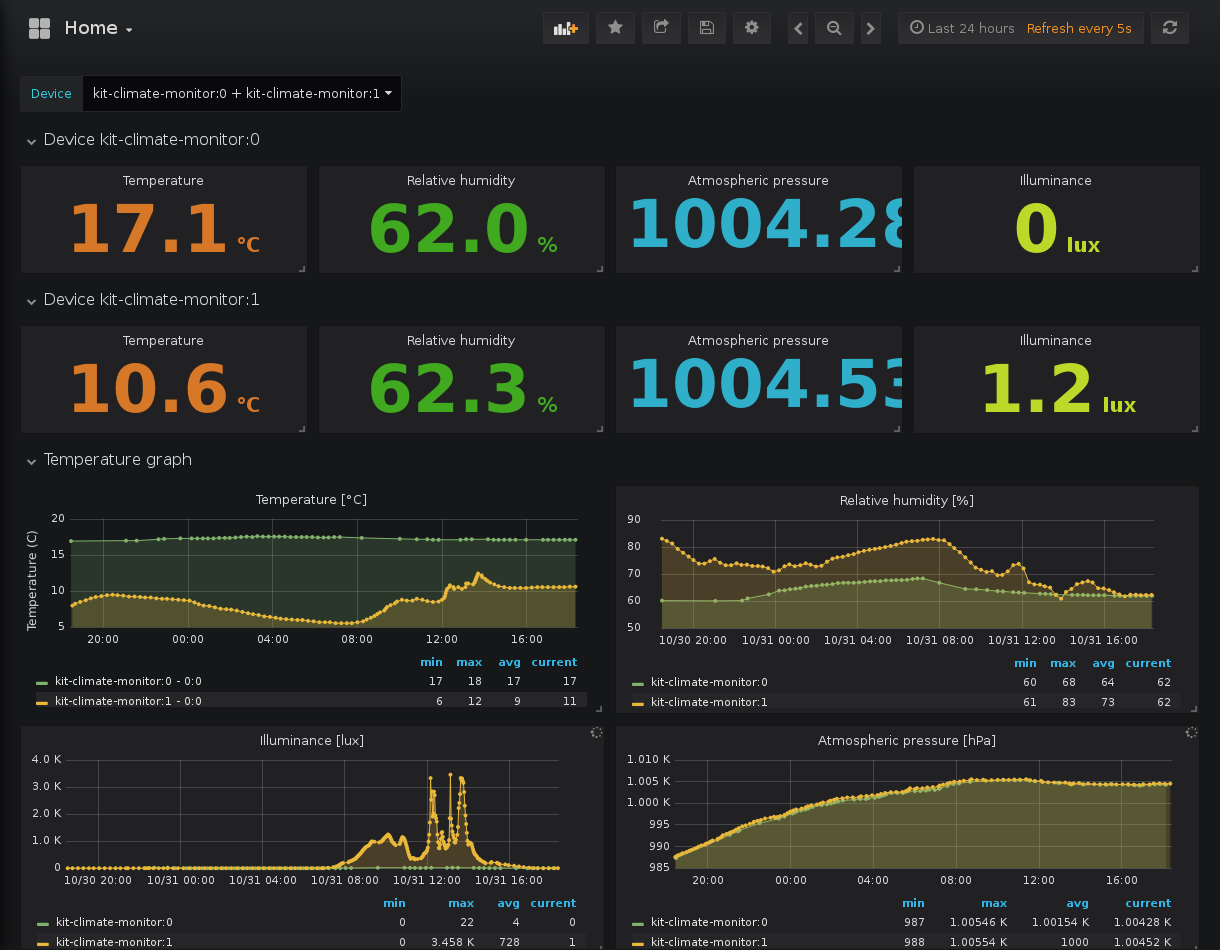 Home
Last 24 hours Refresh every 5s
Device kit-climate-monitor:0 + kit-climate-monitor:1
Device kit-climate-monitor:0
Temperature Relative humidity Atmospheric pressure Illuminance
17.1 °C 62.0 % 1004.28 0 lux
Device kit-climate-monitor:1
Temperature Relative humidity Atmospheric pressure Illuminance
10.6 °C 62.3 % 1004.53 1.2 lux
Temperature graph
Temperature [°C]
Temperature (C)
20
15
10
5
20:00 00:00 04:00 08:00 12:00 16:00
min max avg current
kit-climate-monitor:0 - 0:0 17 18 17 17
kit-climate-monitor:1 - 0:0 6 12 9 11
Relative humidity [%]
90
80
70
60
50
10/30 20:00 10/31 00:00 10/31 04:00 10/31 08:00 10/31 12:00 10/31 16:00
min max avg current
kit-climate-monitor:0 60 68 64 62
kit-climate-monitor:1 61 83 73 62
Illuminance [lux]
4.0 K
3.0 K
2.0 K
1.0 K
0
10/30 20:00 10/31 00:00 10/31 04:00 10/31 08:00 10/31 12:00 10/31 16:00
min max avg current
kit-climate-monitor:0 0 22 4 0
kit-climate-monitor:1 0 3.458 K 728 1
Atmospheric pressure [hPa]
1.010 K
1.005 K
1.000 K
995
990
985
20:00 00:00 04:00 08:00 12:00 16:00
min max avg current
kit-climate-monitor:0 987 1.00546 K 1.00154 K 1.00428 K
kit-climate-monitor:1 988 1.00554 K 1000 1.00452 K